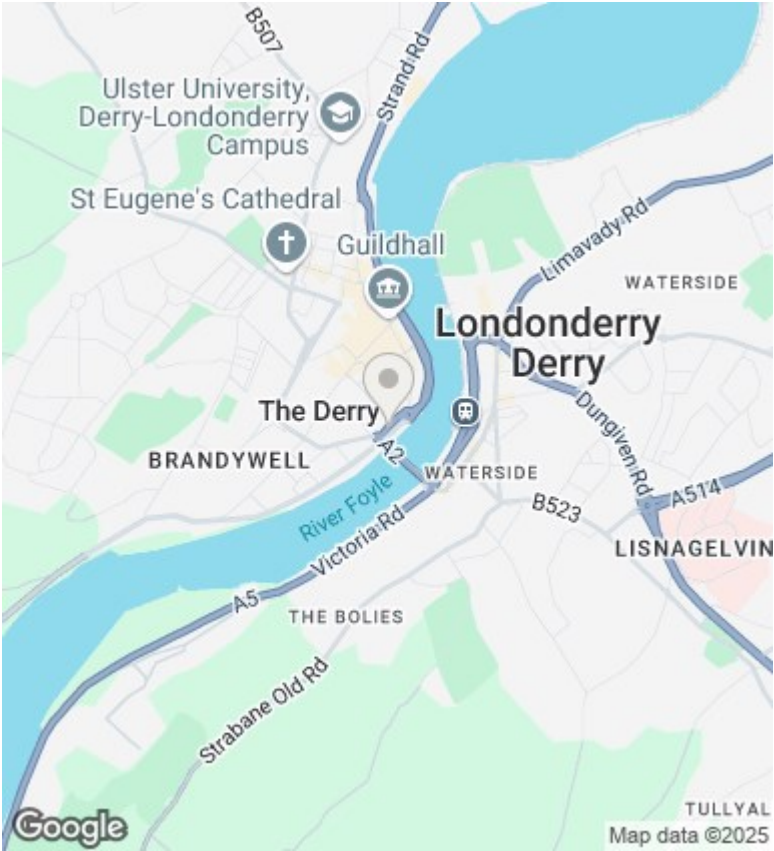 B507
Strand Rd
Ulster University,
Derry-Londonderry
Campus
St Eugene's Cathedral
Guildhall
Limavady Rd
WATERSIDE
Londonderry
Derry
The Derry
Dungiven Rd
BRANDYWELL
A2
WATERSIDE
River Foyle
Victoria Rd
B523
A514
LISNAGELVIN
A5
THE BOLIES
Strabane Old Rd
TULLYAL
Google
Map data ©2025